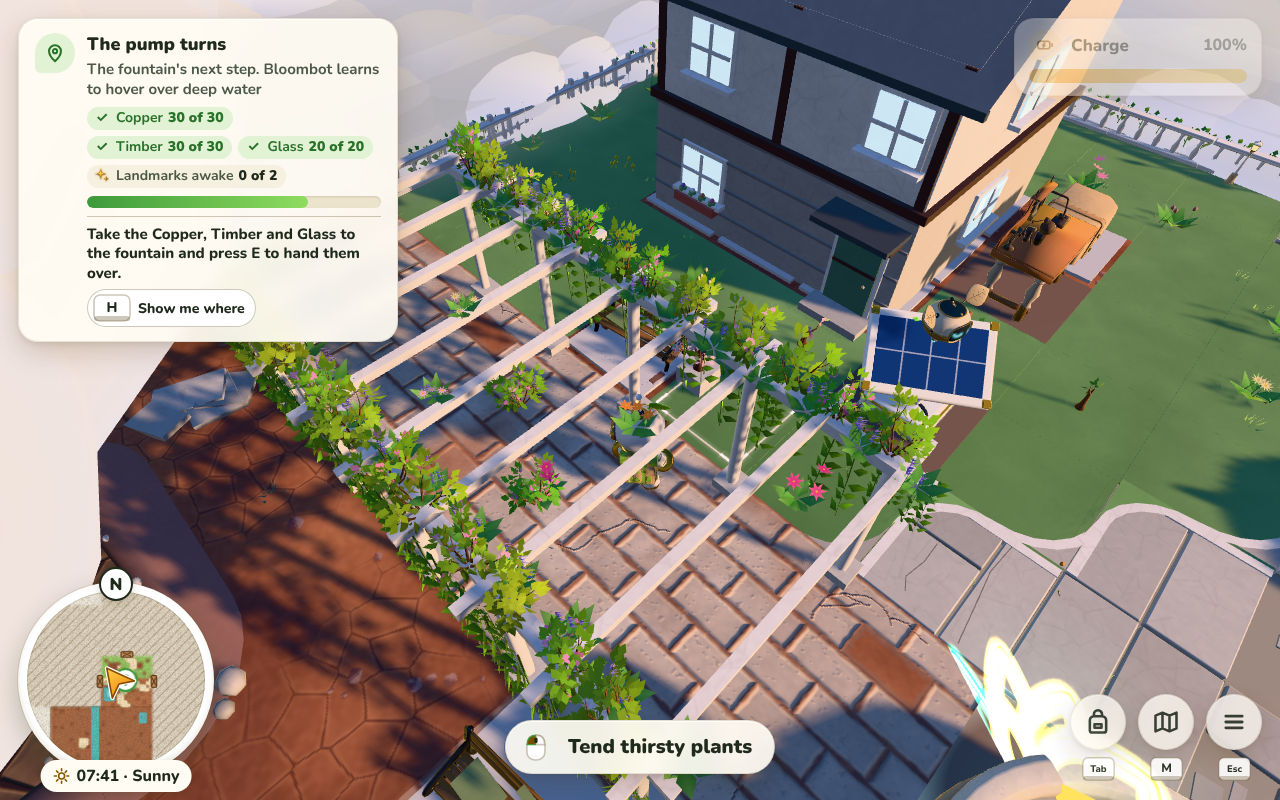 The pump turns
The fountain's next step. Bloombot learns
to hover over deep water
Copper 30 of 30
Timber 30 of 30
Glass 20 of 20
Landmarks awake 0 of 2
Take the Copper, Timber and Glass to
the fountain and press E to hand them
over.
H Show me where
Charge 100%
N
07:41 · Sunny
Tend thirsty plants
Tab
M
Esc